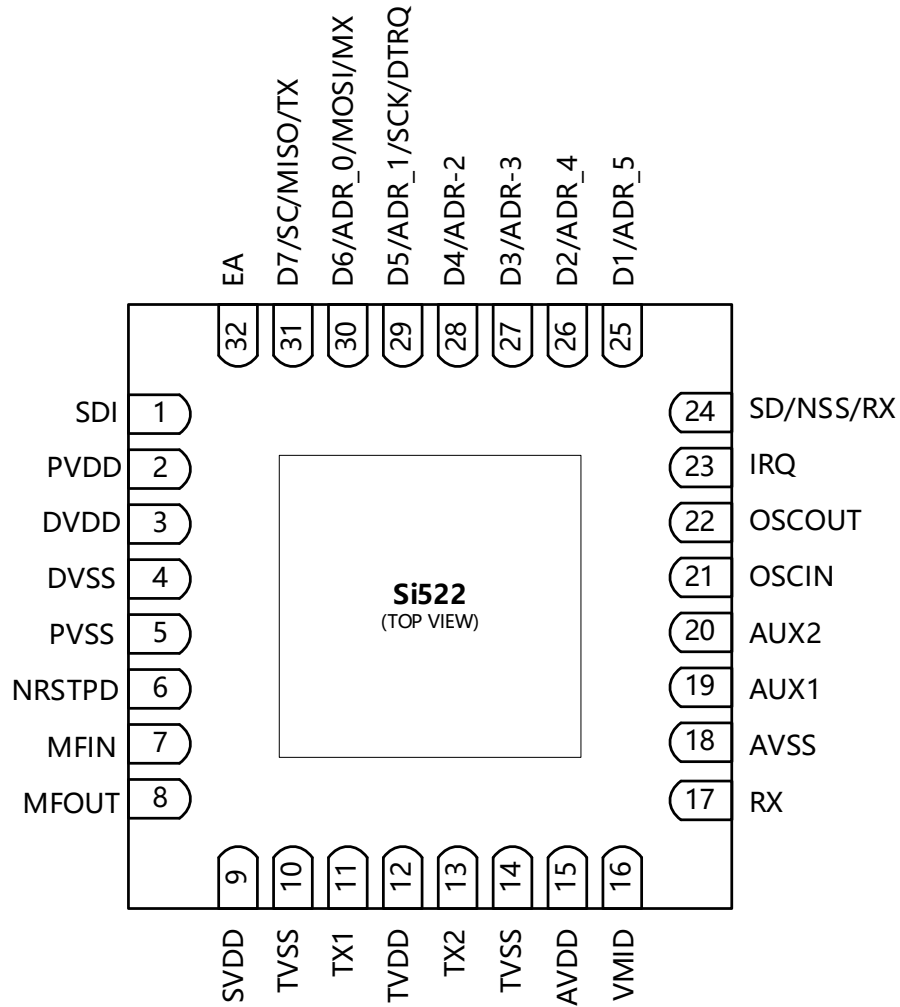 EA
D7/SC/MISO/TX
D6/ADR_0/MOSI/MX
D5/ADR_1/SCK/DTRQ
D4/ADR-2
D3/ADR-3
D2/ADR_4
D1/ADR_5
32
31
30
29
28
27
26
25
SDI 1
PVDD 2
DVDD 3
DVSS 4
PVSS 5
NRSTPD 6
MFIN 7
MFOUT 8
Si522
(TOP VIEW)
24 SD/NSS/RX
23 IRQ
22 OSCOUT
21 OSCIN
20 AUX2
19 AUX1
18 AVSS
17 RX
9
10
11
12
13
14
15
16
SVDD
TVSS
TX1
TVDD
TX2
TVSS
AVDD
VMID